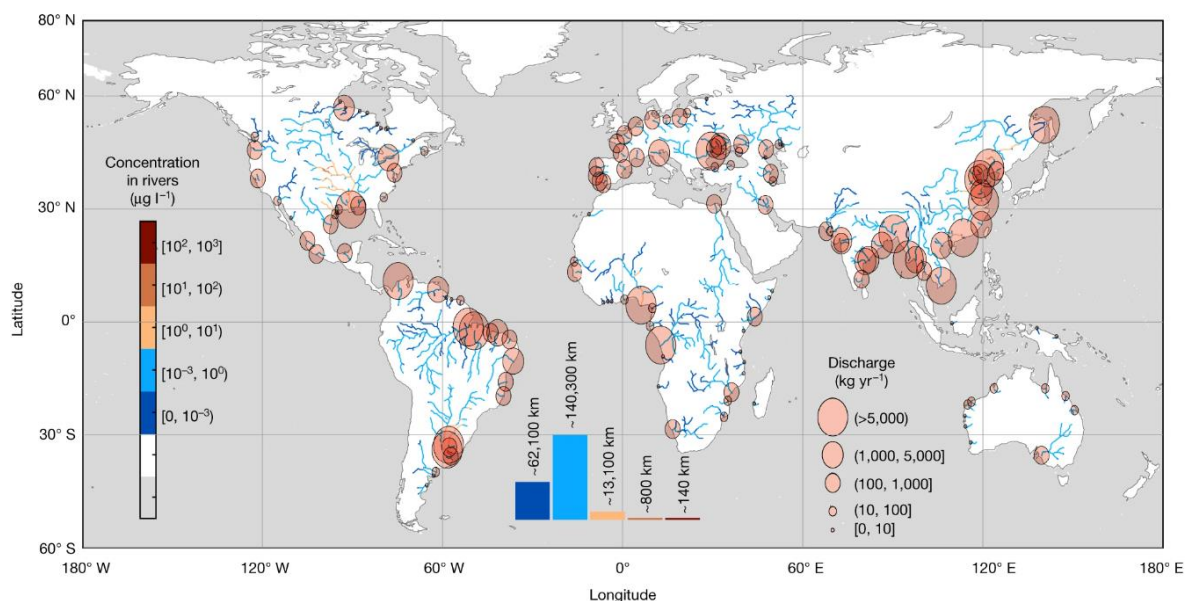 80° N
60° N
30° N
0°
30° S
60° S
Latitude
180° W
120° W
60° W
0°
60° E
120° E
180° E
Longitude
Concentration
in rivers
(µg l⁻¹)
[10², 10³]
[10¹, 10²)
[10⁰, 10¹)
[10⁻³, 10⁰)
[0, 10⁻³)
~62,100 km
~140,300 km
~13,100 km
~800 km
~140 km
Discharge
(kg yr⁻¹)
(>5,000)
(1,000, 5,000]
(100, 1,000]
(10, 100]
[0, 10]